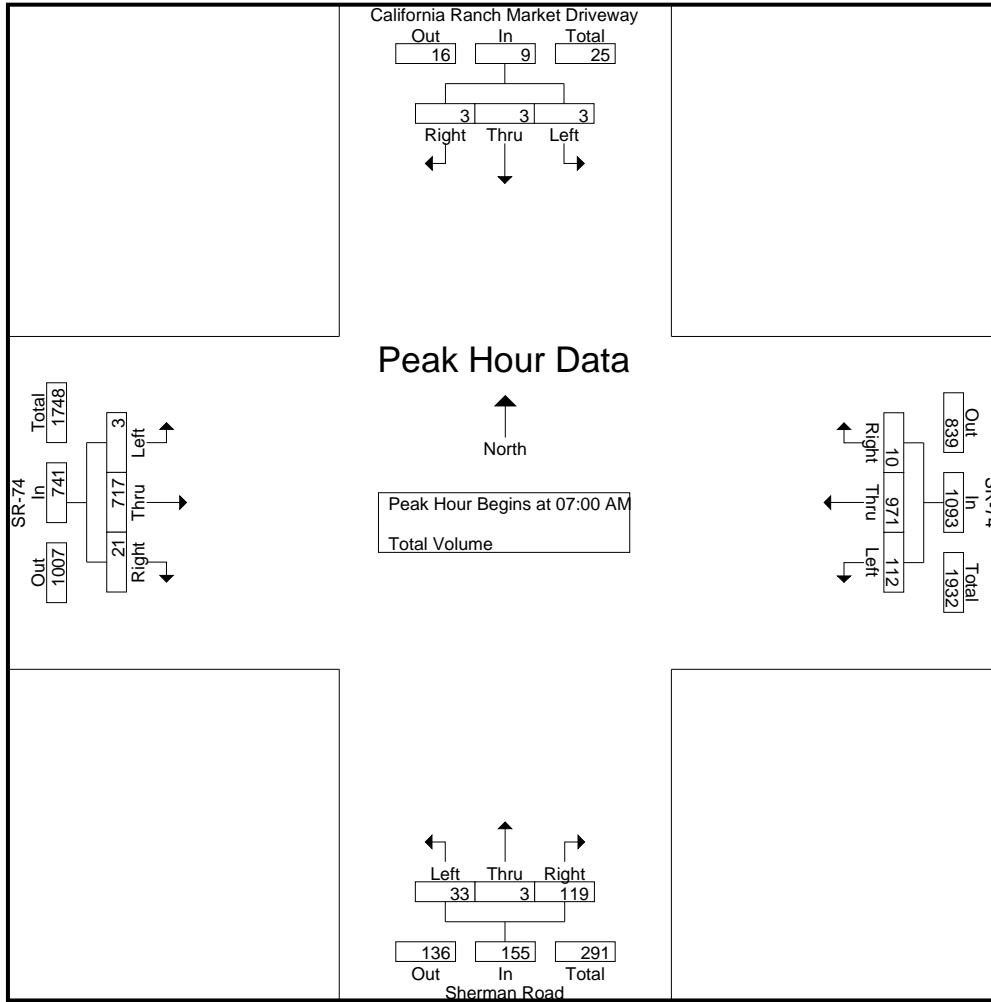 California Ranch Market Driveway
Out In Total
16 9 25
3 3 3
Right Thru Left
Peak Hour Data
North
Peak Hour Begins at 07:00 AM
Total Volume
SR-74
Out In Total
1007 741 1748
Right Thru Left
21 717 3
SR-74
Out In Total
839 1093 1932
10 971 112
Right Thru Left
Left Thru Right
33 3 119
136 155 291
Out In Total
Sherman Road